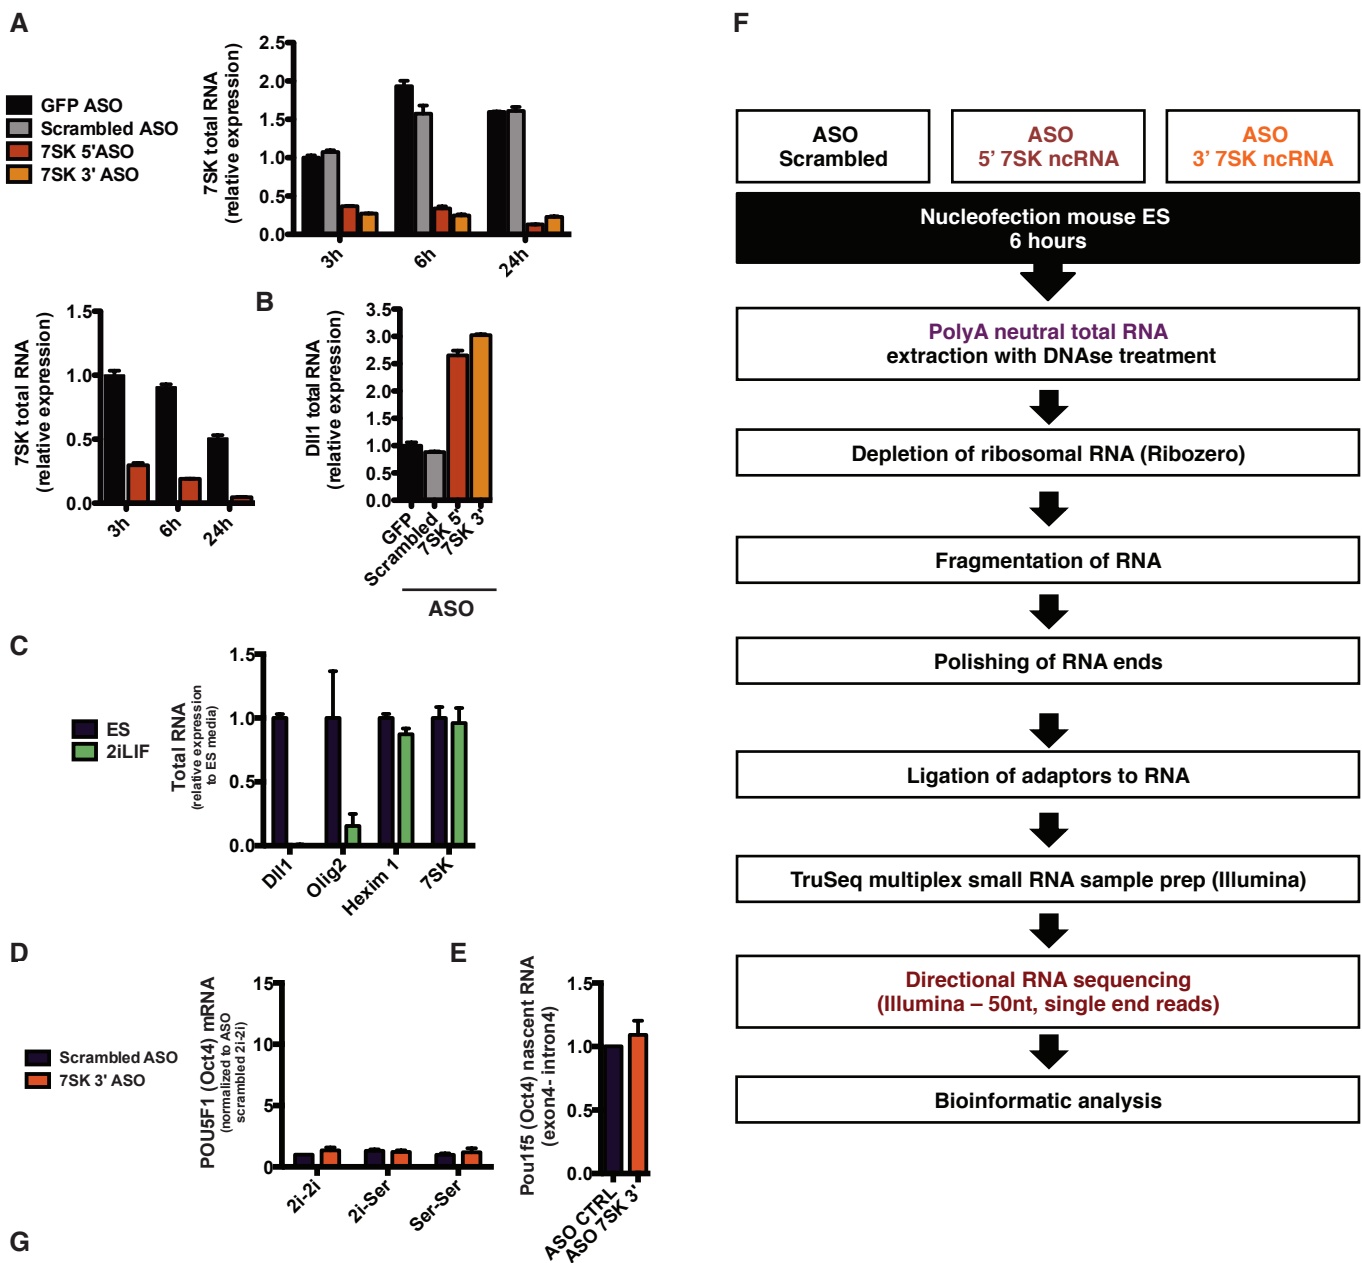 A
GFP ASO
Scrambled ASO
7SK 5'ASO
7SK 3' ASO
7SK total RNA
(relative expression)
2.5
2.0
1.5
1.0
0.5
0.0
3h
6h
24h
7SK total RNA
(relative expression)
1.5
1.0
0.5
0.0
3h
6h
24h
B
Dll1 total RNA
(relative expression)
3.5
3.0
2.5
2.0
1.5
1.0
0.5
0.0
GFP
Scrambled
7SK 5'
7SK 3'
ASO
C
ES
2iLIF
Total RNA
(relative expression
to ES media)
1.5
1.0
0.5
0.0
Dll1
Olig2
Hexim 1
7SK
D
Scrambled ASO
7SK 3' ASO
POU5F1 (Oct4) mRNA
(normalized to ASO
scrambled 2i-2i)
15
10
5
0
2i-2i
2i-Ser
Ser-Ser
E
Pou1f5 (Oct4) nascent RNA
(exon4- intron4)
1.5
1.0
0.5
0.0
ASO CTRL
ASO 7SK 3'
F
ASO
Scrambled
ASO
5' 7SK ncRNA
ASO
3' 7SK ncRNA
Nucleofection mouse ES
6 hours
PolyA neutral total RNA
extraction with DNAse treatment
Depletion of ribosomal RNA (Ribozero)
Fragmentation of RNA
Polishing of RNA ends
Ligation of adaptors to RNA
TruSeq multiplex small RNA sample prep (Illumina)
Directional RNA sequencing
(Illumina – 50nt, single end reads)
Bioinformatic analysis
G